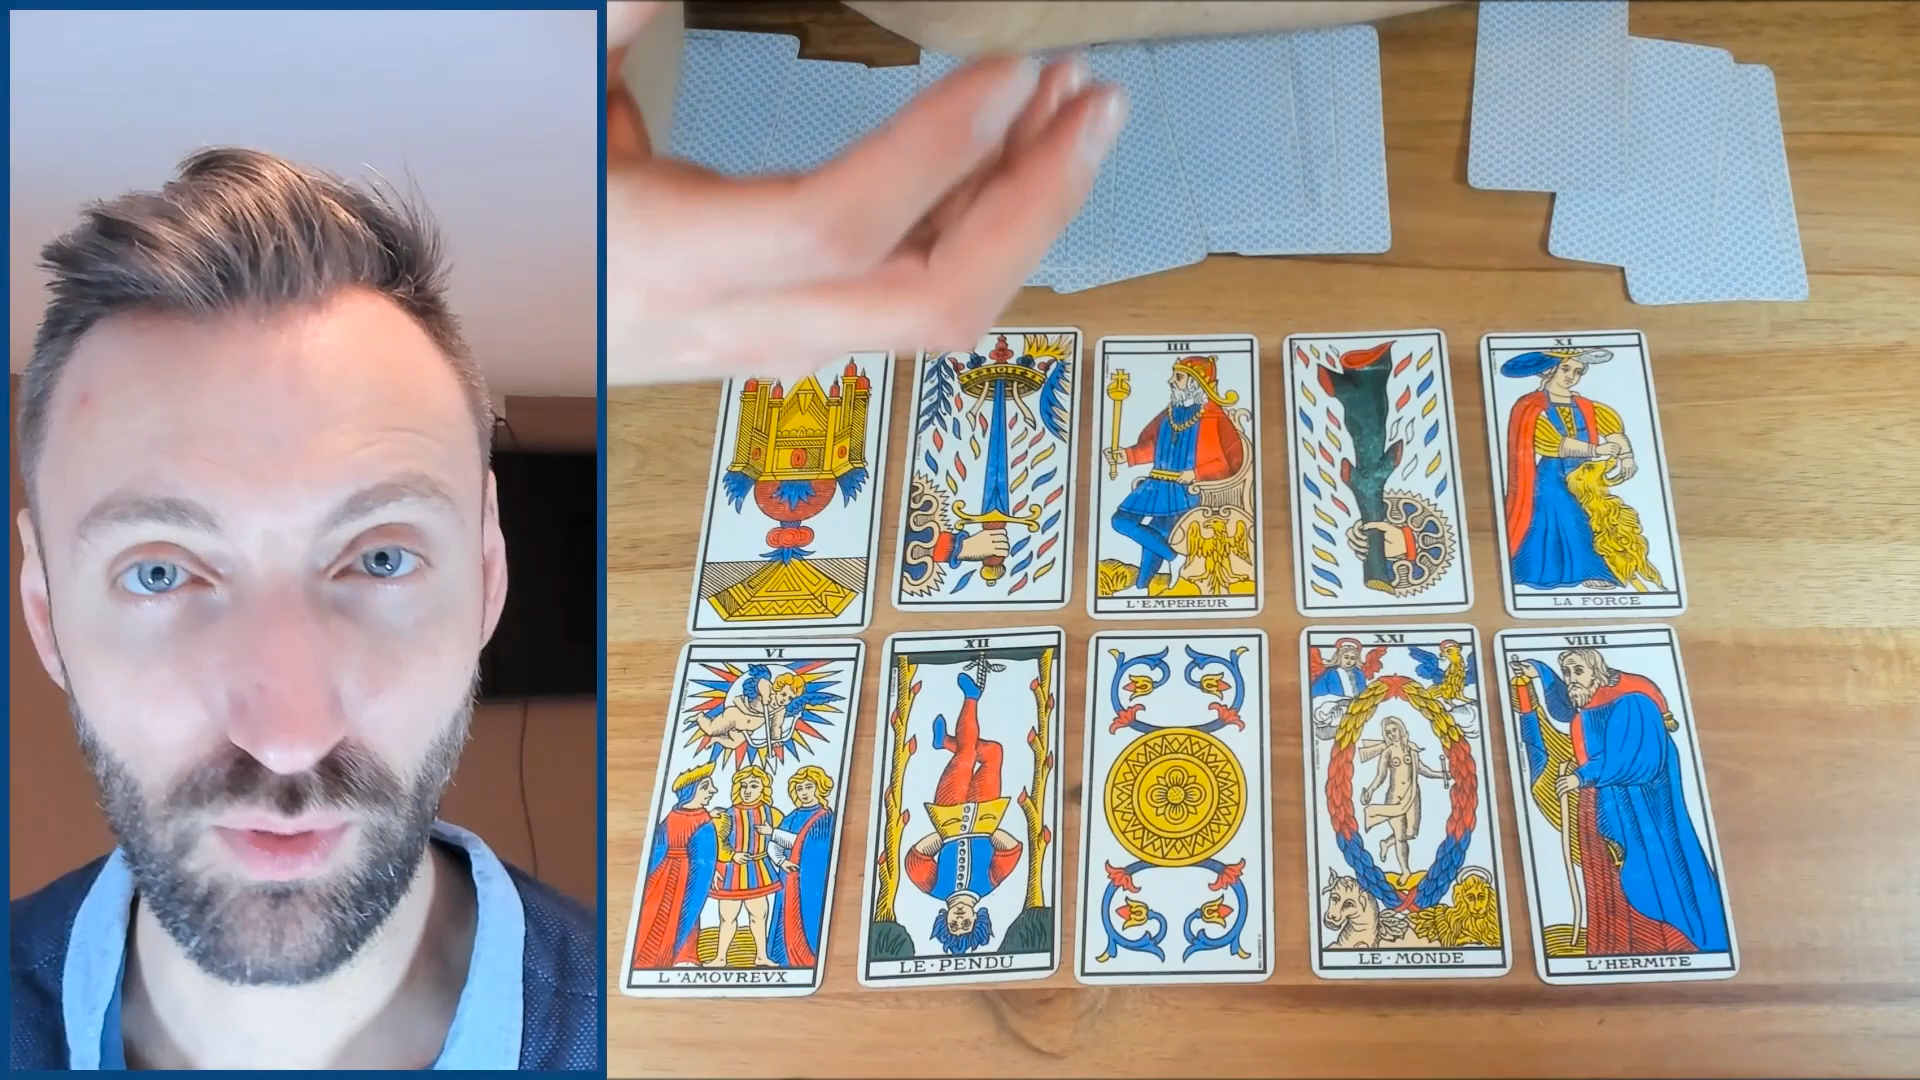 IIII
XI
L'EMPEREUR
LA FORCE
VI
XII
XXI
VIIII
L'AMOVREVX
LE·PENDU
LE·MONDE
L'HERMITE